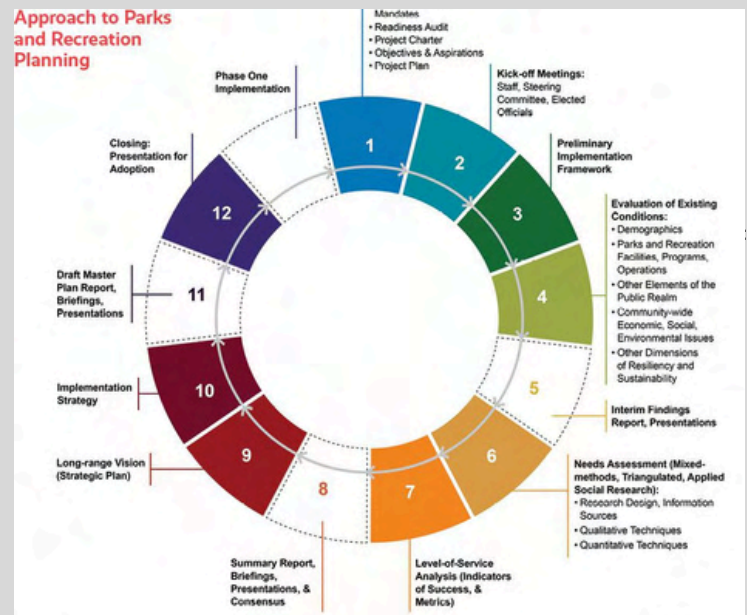 Approach to Parks
and Recreation
Planning
Mandates
• Readiness Audit
• Project Charter
• Objectives & Aspirations
• Project Plan
Phase One
Implementation
Kick-off Meetings:
Staff, Steering
Committee, Elected
Officials
Closing:
Presentation for
Adoption
Preliminary
Implementation
Framework
Evaluation of Existing
Conditions:
• Demographics
• Parks and Recreation
Facilities, Programs,
Operations
• Other Elements of the
Public Realm
• Community-wide
Economic, Social,
Environmental Issues
• Other Dimensions
of Resiliency and
Sustainability
Draft Master
Plan Report,
Briefings,
Presentations
Implementation
Strategy
Interim Findings
Report, Presentations
Long-range Vision
(Strategic Plan)
Needs Assessment (Mixed-
methods, Triangulated, Applied
Social Research):
• Research Design, Information
Sources
• Qualitative Techniques
• Quantitative Techniques
Summary Report,
Briefings,
Presentations, &
Consensus
Level-of-Service
Analysis (Indicators
of Success, &
Metrics)
1
2
3
4
5
6
7
8
9
10
11
12